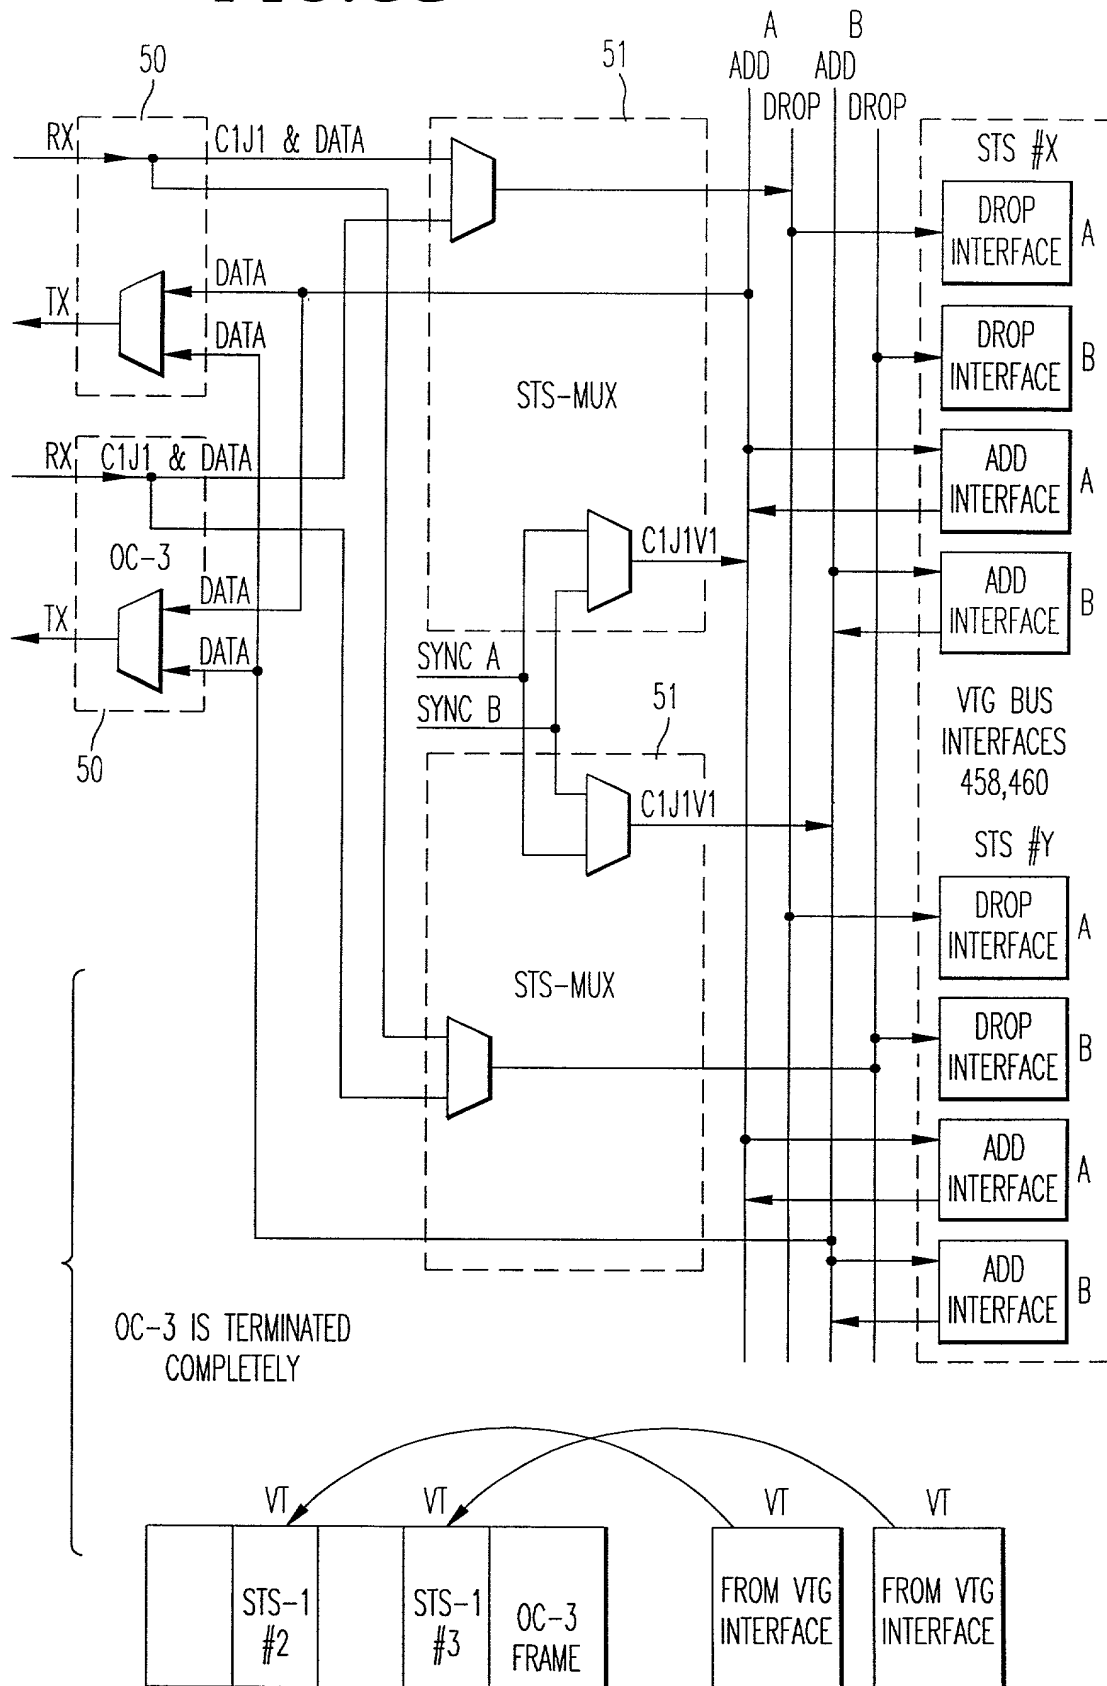 A B
ADD ADD
DROP DROP
50
51
RX
C1J1 & DATA
STS #X
DROP
INTERFACE
A
DATA
TX
DATA
DROP
INTERFACE
B
STS-MUX
RX
C1J1 & DATA
ADD
INTERFACE
A
OC-3
C1J1V1
ADD
INTERFACE
B
DATA
TX
DATA
SYNC A
SYNC B
50
51
VTG BUS
INTERFACES
458,460
C1J1V1
STS #Y
DROP
INTERFACE
A
STS-MUX
DROP
INTERFACE
B
ADD
INTERFACE
A
ADD
INTERFACE
B
OC-3 IS TERMINATED
COMPLETELY
VT VT VT VT
STS-1
#2
STS-1
#3
OC-3
FRAME
FROM VTG
INTERFACE
FROM VTG
INTERFACE